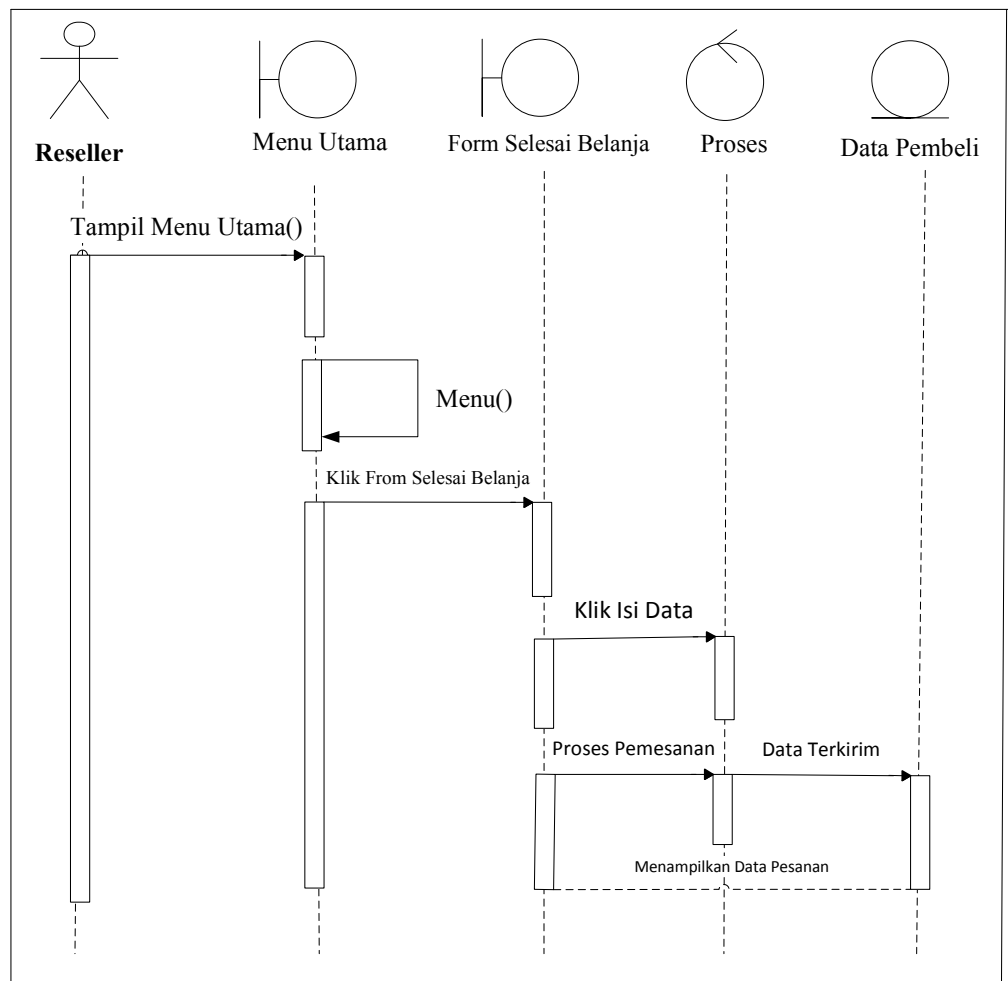 Reseller
Menu Utama
Form Selesai Belanja
Proses
Data Pembeli
Tampil Menu Utama()
Menu()
Klik From Selesai Belanja
Klik Isi Data
Proses Pemesanan
Data Terkirim
Menampilkan Data Pesanan